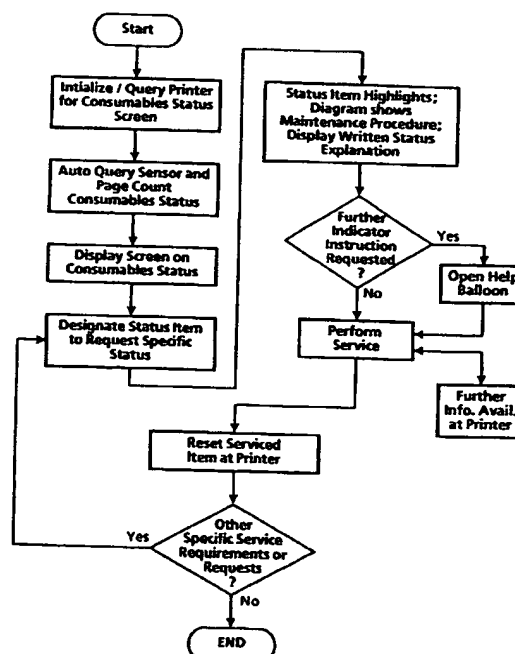 Start
Intialize / Query Printer
for Consumables Status
Screen
Auto Query Sensor and
Page Count
Consumables Status
Display Screen on
Consumables Status
Designate Status Item
to Request Specific
Status
Status Item Highlights;
Diagram shows
Maintenance Procedure;
Display Written Status
Explanation
Further
Indicator
Instruction
Requested
?
Yes
No
Open Help
Balloon
Perform
Service
Further
Info. Avail.
at Printer
Reset Serviced
Item at Printer
Other
Specific Service
Requirements or
Requests
?
Yes
No
END